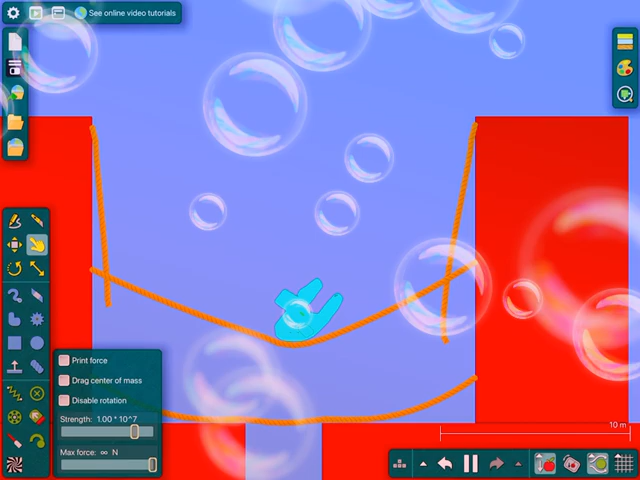 See online video tutorials
Print force
Drag center of mass
Disable rotation
Strength: 1.00 * 10^7
Max force: ∞ N
10 m